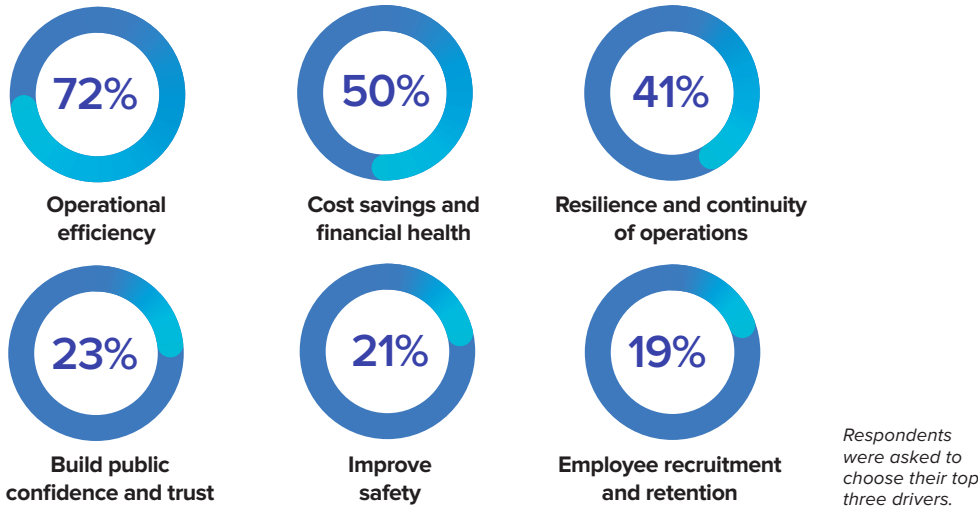 72%
Operational
efficiency
50%
Cost savings and
financial health
41%
Resilience and continuity
of operations
23%
Build public
confidence and trust
21%
Improve
safety
19%
Employee recruitment
and retention
Respondents
were asked to
choose their top
three drivers.